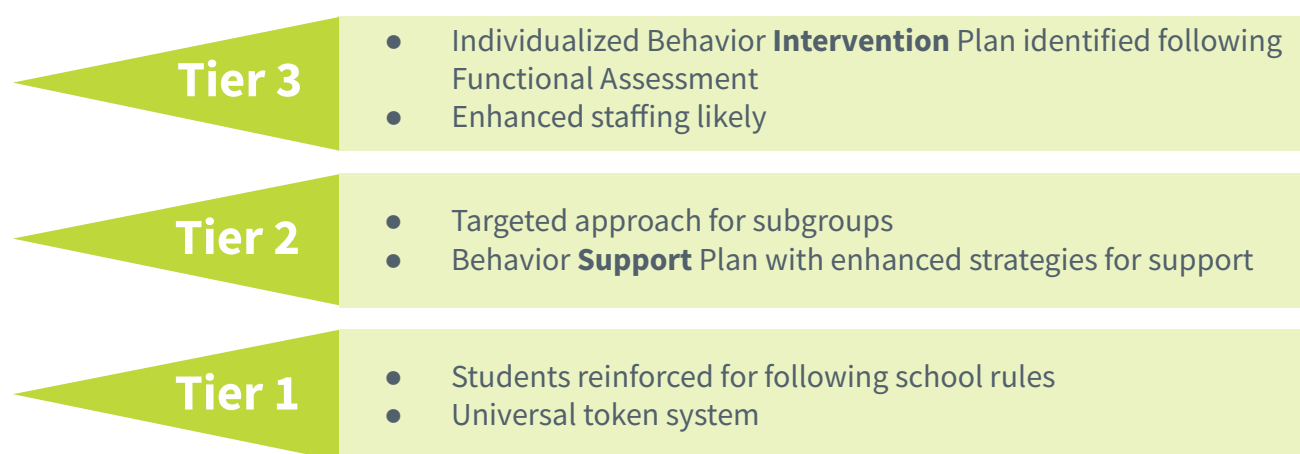 Tier 3
● Individualized Behavior Intervention Plan identified following
Functional Assessment
● Enhanced staffing likely
Tier 2
● Targeted approach for subgroups
● Behavior Support Plan with enhanced strategies for support
Tier 1
● Students reinforced for following school rules
● Universal token system